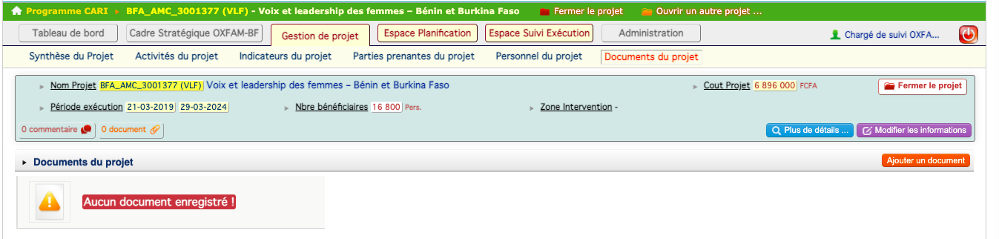 Programme CARI ▸ BFA_AMC_3001377 (VLF) - Voix et leadership des femmes – Bénin et Burkina Faso Fermer le projet Ouvrir un autre projet ...
Tableau de bord Cadre Stratégique OXFAM-BF Gestion de projet Espace Planification Espace Suivi Exécution Administration Chargé de suivi OXFA...
Synthèse du Projet Activités du projet Indicateurs du projet Parties prenantes du projet Personnel du projet Documents du projet
Nom Projet BFA_AMC_3001377 (VLF) Voix et leadership des femmes – Bénin et Burkina Faso Cout Projet 6 896 000 FCFA Fermer le projet
Période exécution 21-03-2019 29-03-2024 Nbre bénéficiaires 16 800 Pers. Zone Intervention -
0 commentaire 0 document Plus de détails ... Modifier les informations
Documents du projet Ajouter un document
Aucun document enregistré !